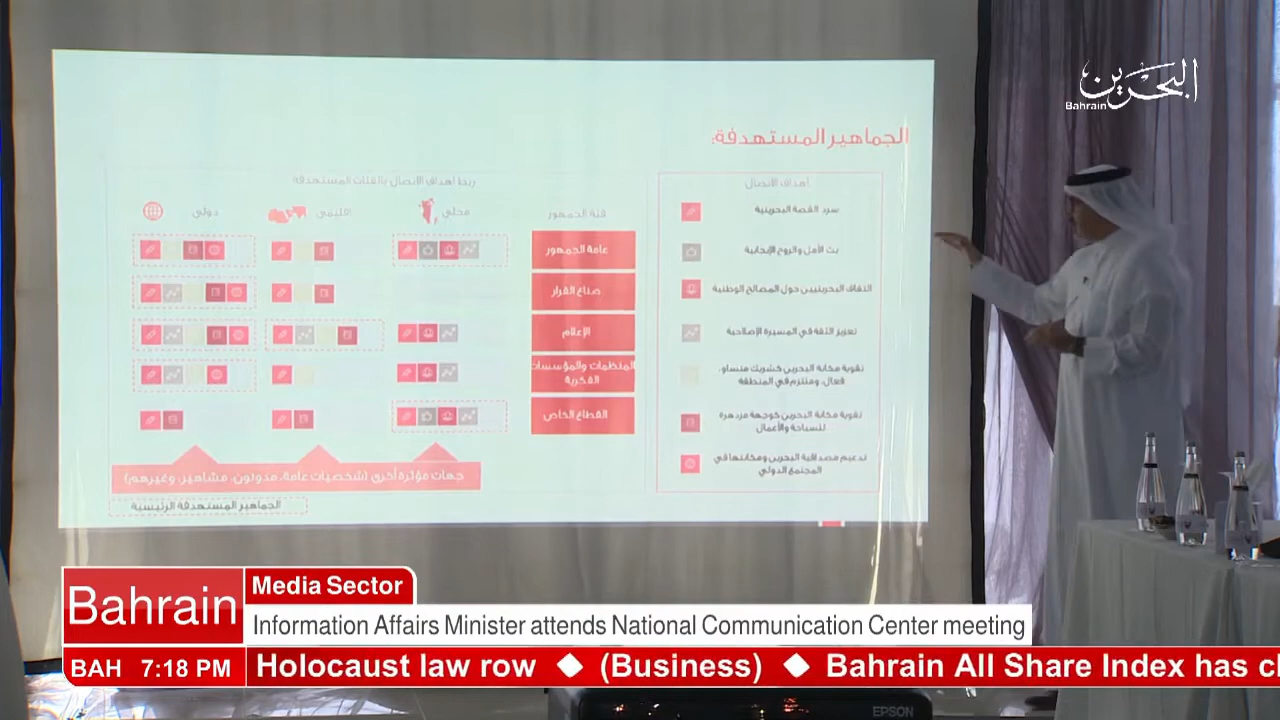 البحرين
Bahrain
الجماهير المستهدفة:
أهداف الاتصال
سرد القصة البحرينية
بث الأمل والروح الإيجابية
التفاف البحرينيين حول المصالح الوطنية
تعزيز الثقة في المسيرة الإصلاحية
تقوية مكانة البحرين كشريك متساو،
فعال، وملتزم في المنطقة
تقوية مكانة البحرين كوجهة مزدهرة
للسياحة والأعمال
تدعيم مصداقية البحرين ومكانتها في
المجتمع الدولي
ربط أهداف الاتصال بالفئات المستهدفة
فئة الجمهور
محلي
إقليمي
دولي
عامة الجمهور
صناع القرار
الإعلام
المنظمات والمؤسسات
الفكرية
القطاع الخاص
جهات مؤثرة أخرى (شخصيات عامة، مدونون، مشاهير، وغيرهم)
الجماهير المستهدفة الرئيسية
Bahrain
Media Sector
Information Affairs Minister attends National Communication Center meeting
BAH 7:18 PM
Holocaust law row ◆ (Business) ◆ Bahrain All Share Index has cl
EPSON